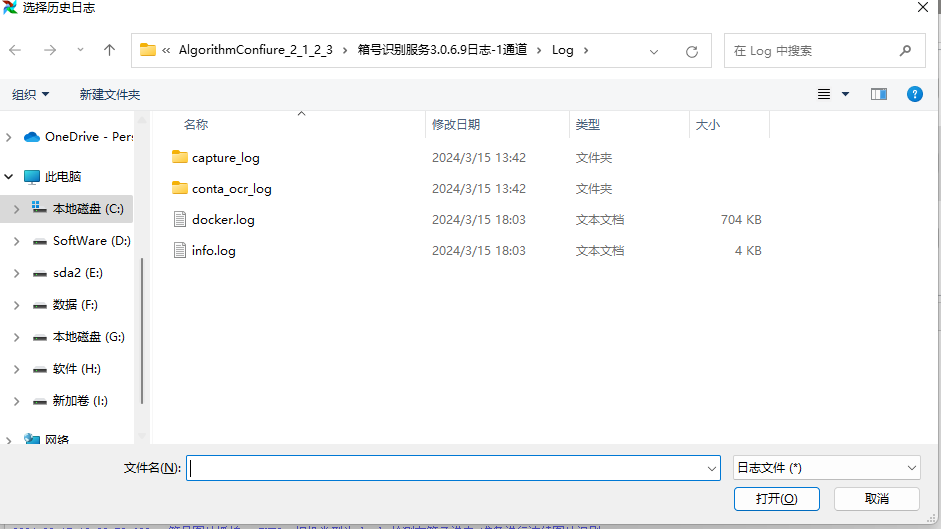 选择历史日志
« AlgorithmConfiure_2_1_2_3 › 箱号识别服务3.0.6.9日志-1通道 › Log ›
在 Log 中搜索
组织 新建文件夹
名称 修改日期 类型 大小
OneDrive - Pers
此电脑
本地磁盘 (C:)
SoftWare (D:)
sda2 (E:)
数据 (F:)
本地磁盘 (G:)
软件 (H:)
新加卷 (I:)
网络
capture_log 2024/3/15 13:42 文件夹
conta_ocr_log 2024/3/15 13:42 文件夹
docker.log 2024/3/15 18:03 文本文档 704 KB
info.log 2024/3/15 18:03 文本文档 4 KB
文件名(N):
日志文件 (*)
打开(O) 取消